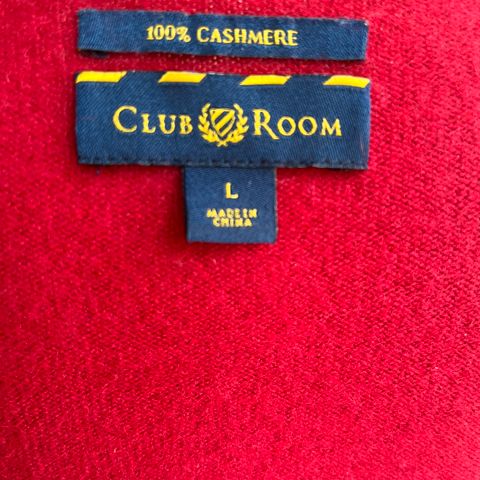 100% CASHMERE
CLUB ROOM
L
MADE IN
CHINA